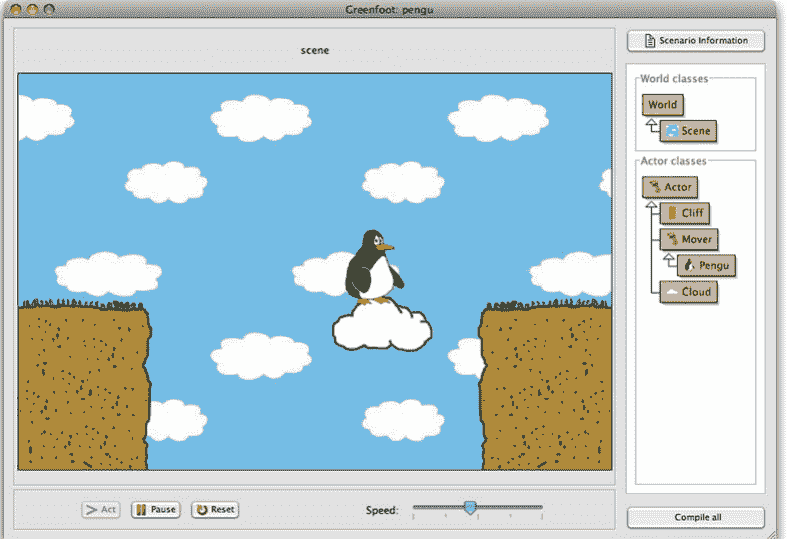 Greenfoot: pengu
scene
Scenario Information
World classes
World
Scene
Actor classes
Actor
Cliff
Mover
Pengu
Cloud
Act
Pause
Reset
Speed:
Compile all